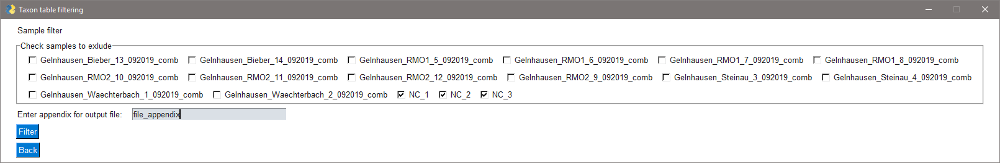 Taxon table filtering
Sample filter
Check samples to exlude
Gelnhausen_Bieber_13_092019_comb Gelnhausen_Bieber_14_092019_comb Gelnhausen_RMO1_5_092019_comb Gelnhausen_RMO1_6_092019_comb Gelnhausen_RMO1_7_092019_comb Gelnhausen_RMO1_8_092019_comb
Gelnhausen_RMO2_10_092019_comb Gelnhausen_RMO2_11_092019_comb Gelnhausen_RMO2_12_092019_comb Gelnhausen_RMO2_9_092019_comb Gelnhausen_Steinau_3_092019_comb Gelnhausen_Steinau_4_092019_comb
Gelnhausen_Waechterbach_1_092019_comb Gelnhausen_Waechterbach_2_092019_comb NC_1 NC_2 NC_3
Enter appendix for output file: file_appendix
Filter
Back